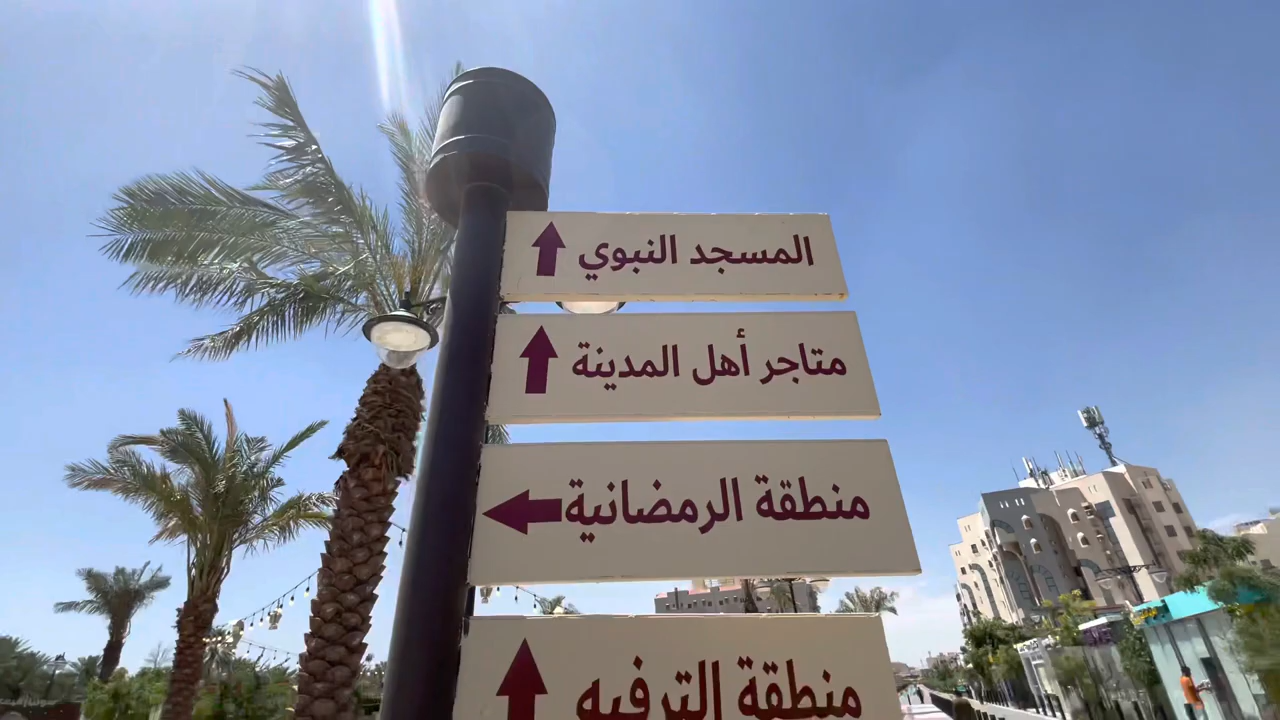 المسجد النبوي
متاجر أهل المدينة
منطقة الرمضانية
منطقة الترفيه